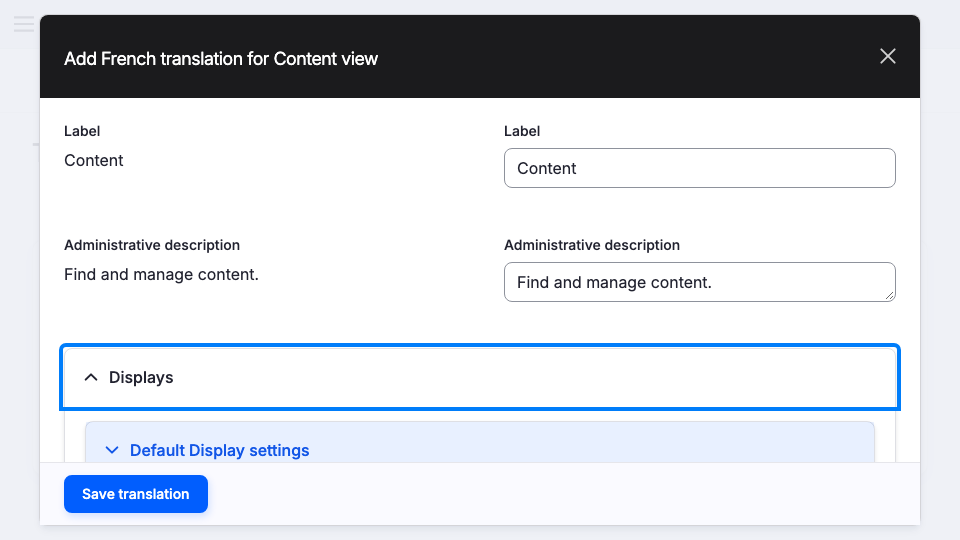 Add French translation for Content view
Label
Content
Label
Content
Administrative description
Find and manage content.
Administrative description
Find and manage content.
Displays
Default Display settings
Save translation